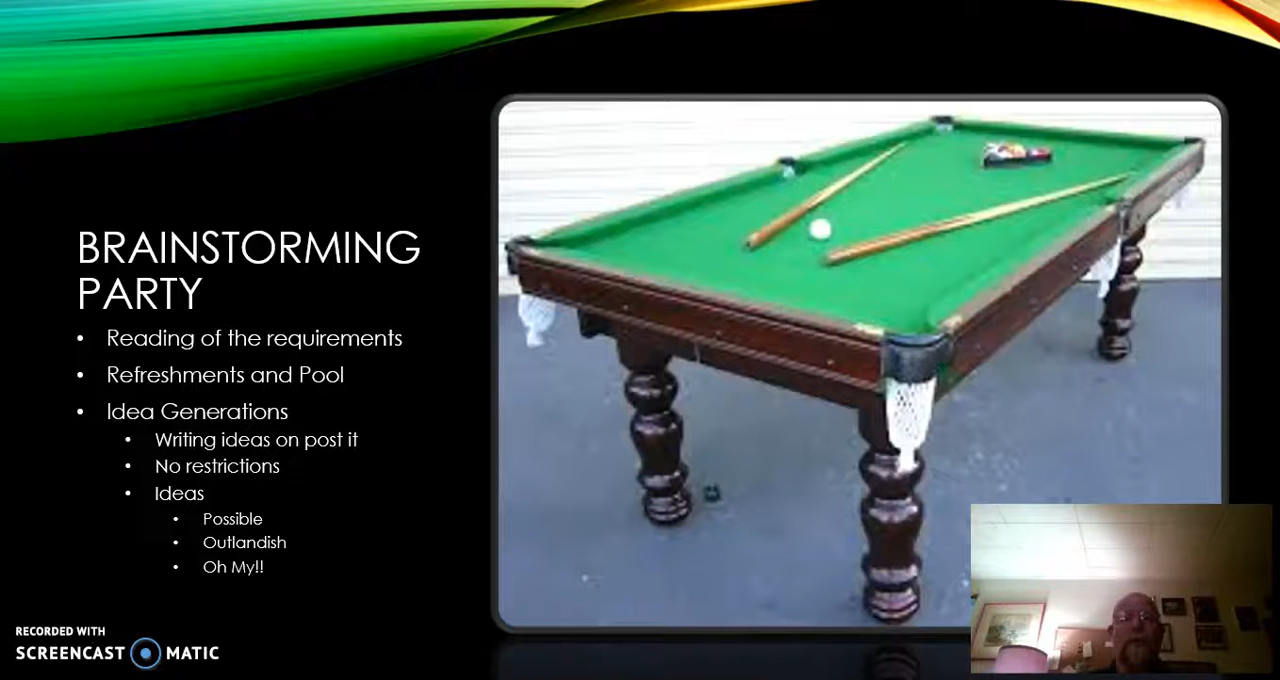 BRAINSTORMING
PARTY
• Reading of the requirements
• Refreshments and Pool
• Idea Generations
• Writing ideas on post it
• No restrictions
• Ideas
• Possible
• Outlandish
• Oh My!!
RECORDED WITH
SCREENCAST MATIC